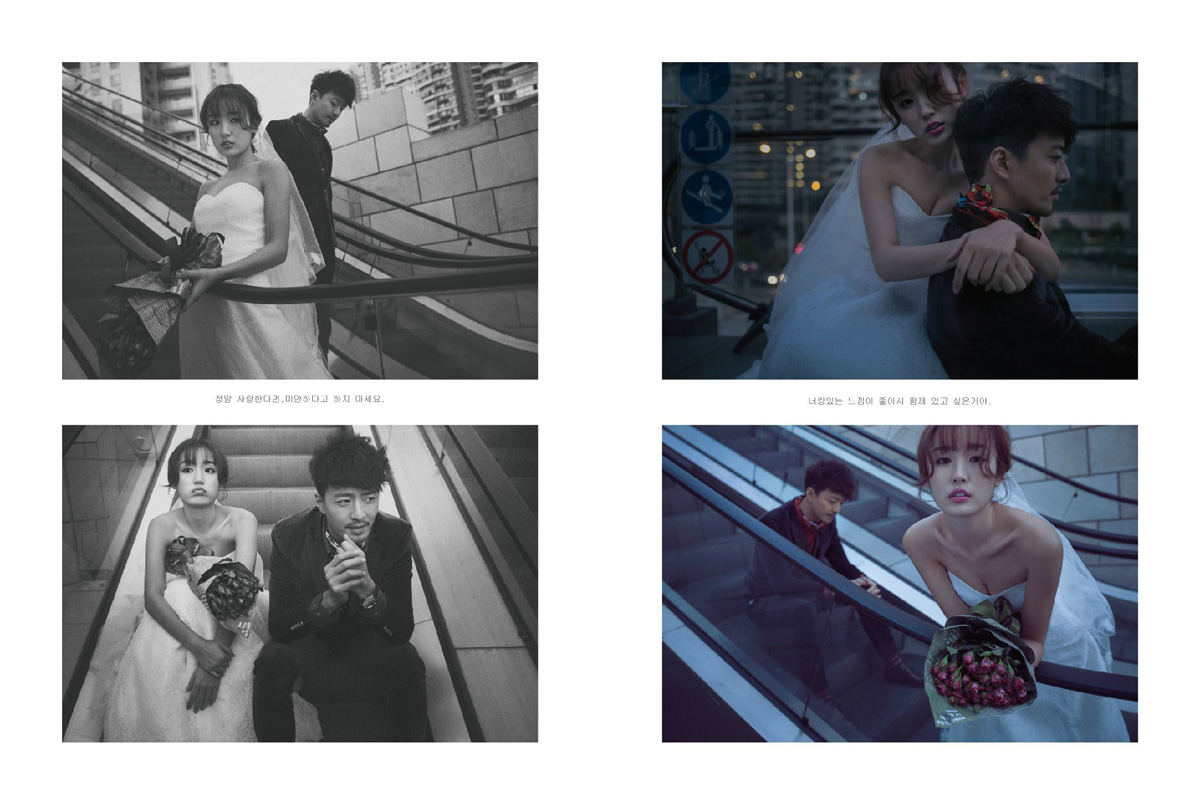 정말 사랑한다건,미안하다고 하지 마세요.
너랑있는 느낌이 좋아서 함께 있고 싶은거야.